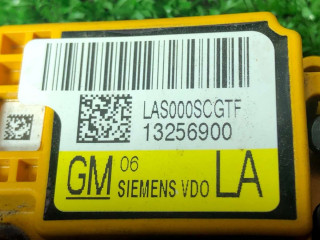 LAS000SCGTF
13256900
GM 06 LA
SIEMENS VDO